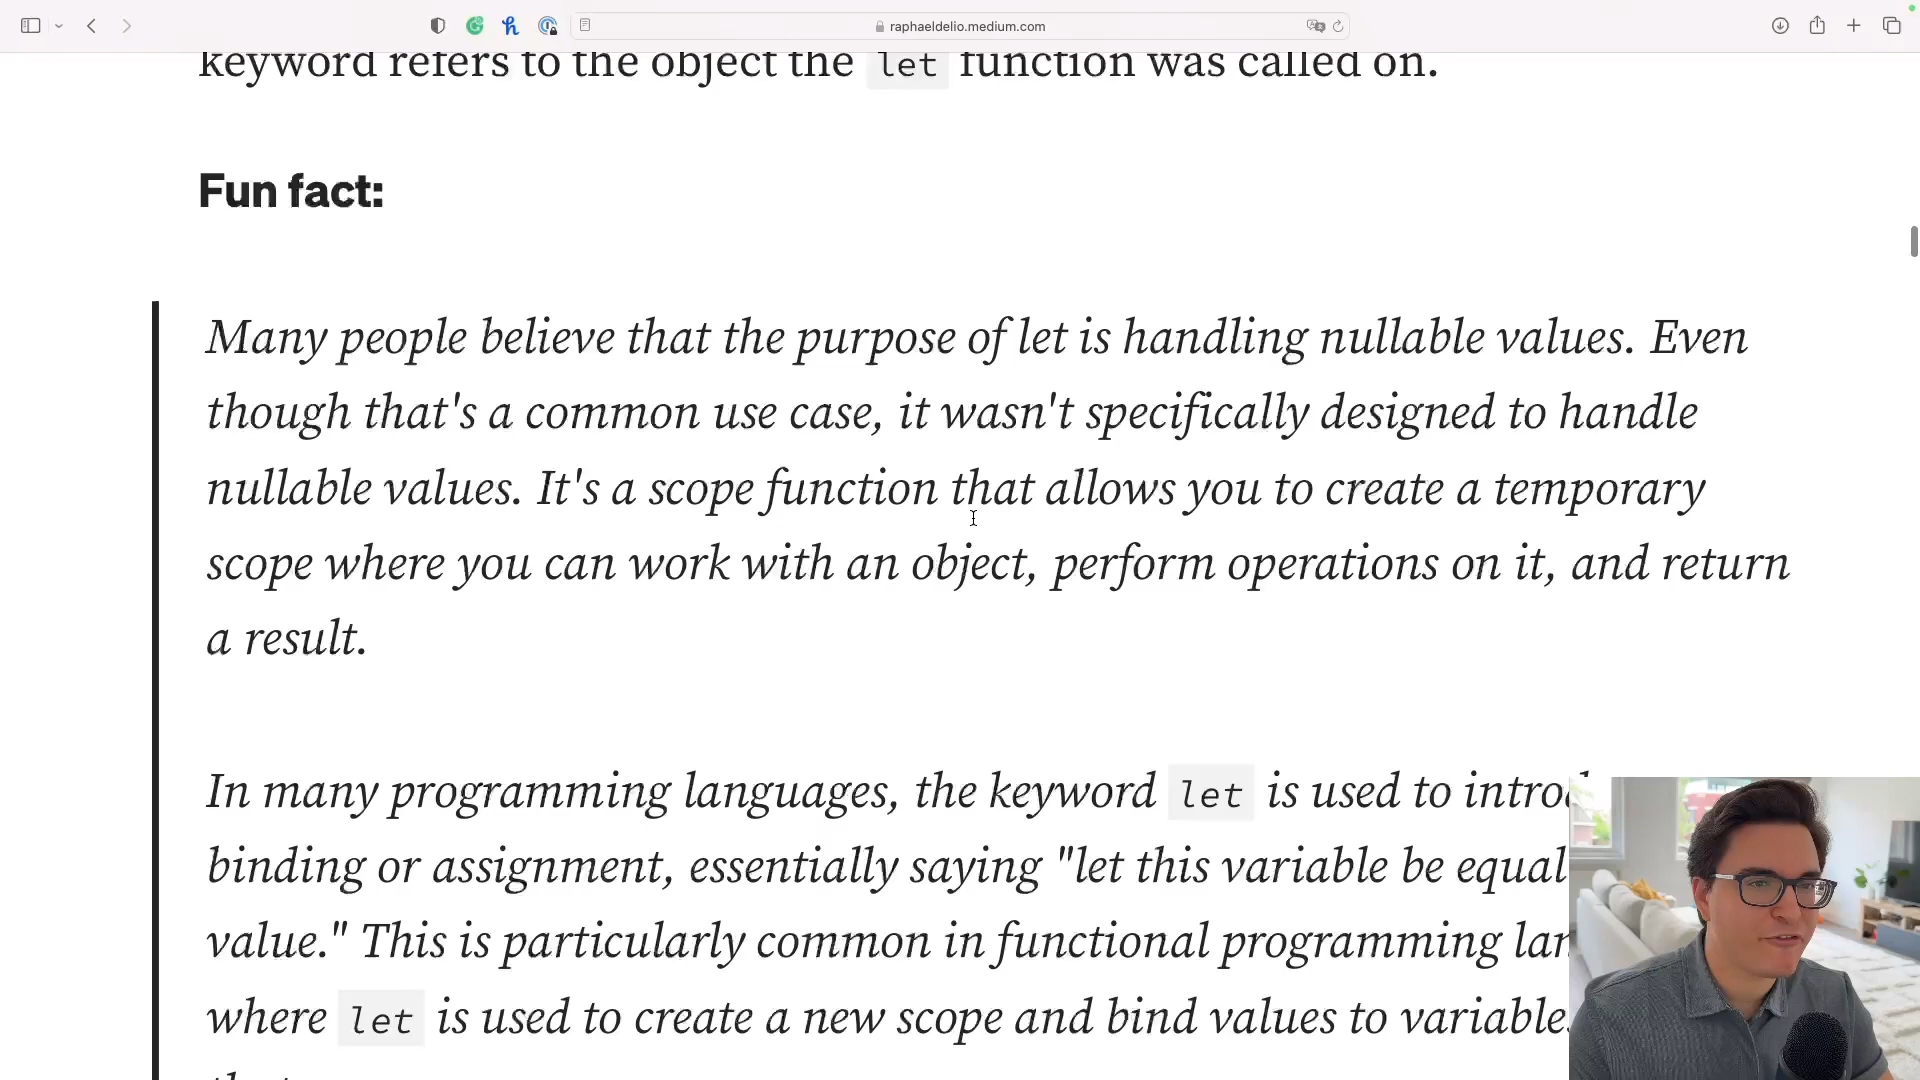 raphaeldelio.medium.com
keyword refers to the object the let function was called on.
Fun fact:
Many people believe that the purpose of let is handling nullable values. Even
though that's a common use case, it wasn't specifically designed to handle
nullable values. It's a scope function that allows you to create a temporary
scope where you can work with an object, perform operations on it, and return
a result.
In many programming languages, the keyword let is used to
binding or assignment, essentially saying "let this variable be equal
value." This is particularly common in functional programming
where let is used to create a new scope and bind values to